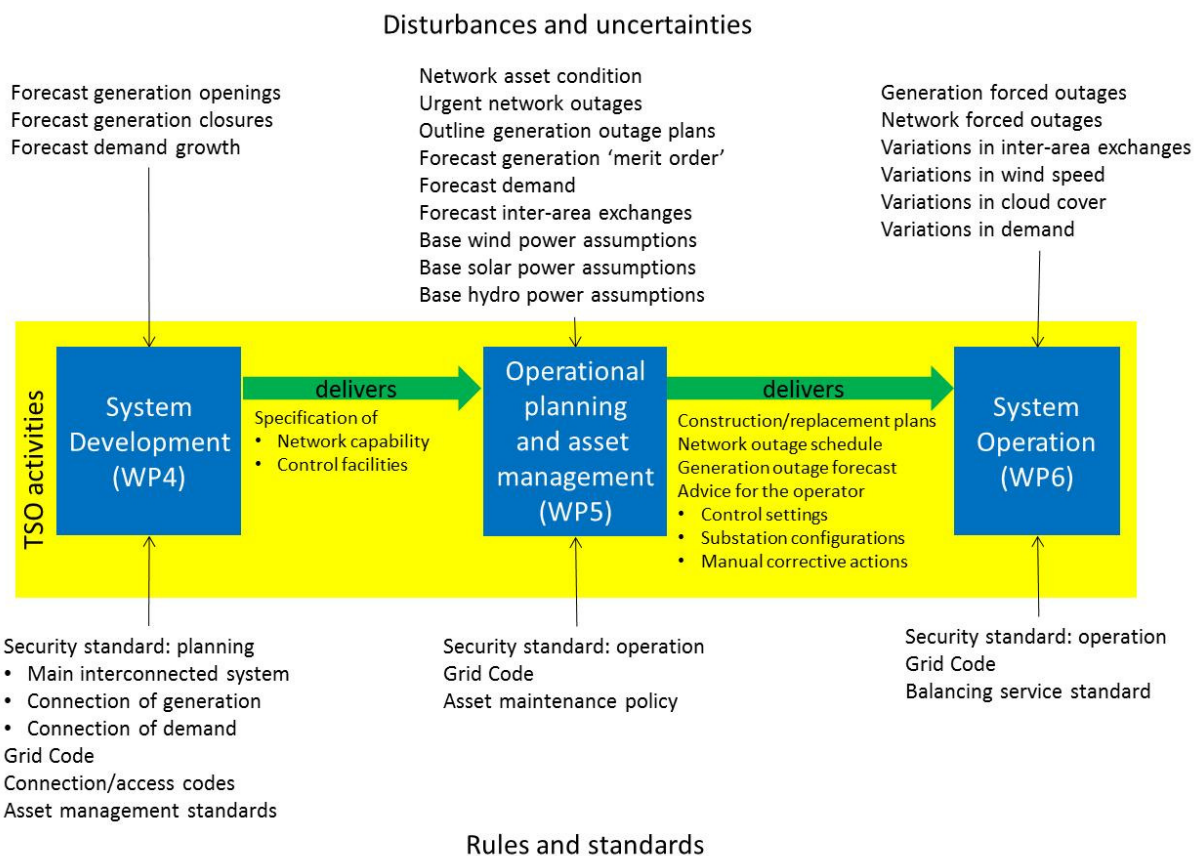 Disturbances and uncertainties
Forecast generation openings
Forecast generation closures
Forecast demand growth
Network asset condition
Urgent network outages
Outline generation outage plans
Forecast generation ‘merit order’
Forecast demand
Forecast inter-area exchanges
Base wind power assumptions
Base solar power assumptions
Base hydro power assumptions
Generation forced outages
Network forced outages
Variations in inter-area exchanges
Variations in wind speed
Variations in cloud cover
Variations in demand
TSO activities
System
Development
(WP4)
delivers
Specification of
• Network capability
• Control facilities
Operational
planning
and asset
management
(WP5)
delivers
Construction/replacement plans
Network outage schedule
Generation outage forecast
Advice for the operator
• Control settings
• Substation configurations
• Manual corrective actions
System
Operation
(WP6)
Security standard: planning
• Main interconnected system
• Connection of generation
• Connection of demand
Grid Code
Connection/access codes
Asset management standards
Security standard: operation
Grid Code
Asset maintenance policy
Security standard: operation
Grid Code
Balancing service standard
Rules and standards